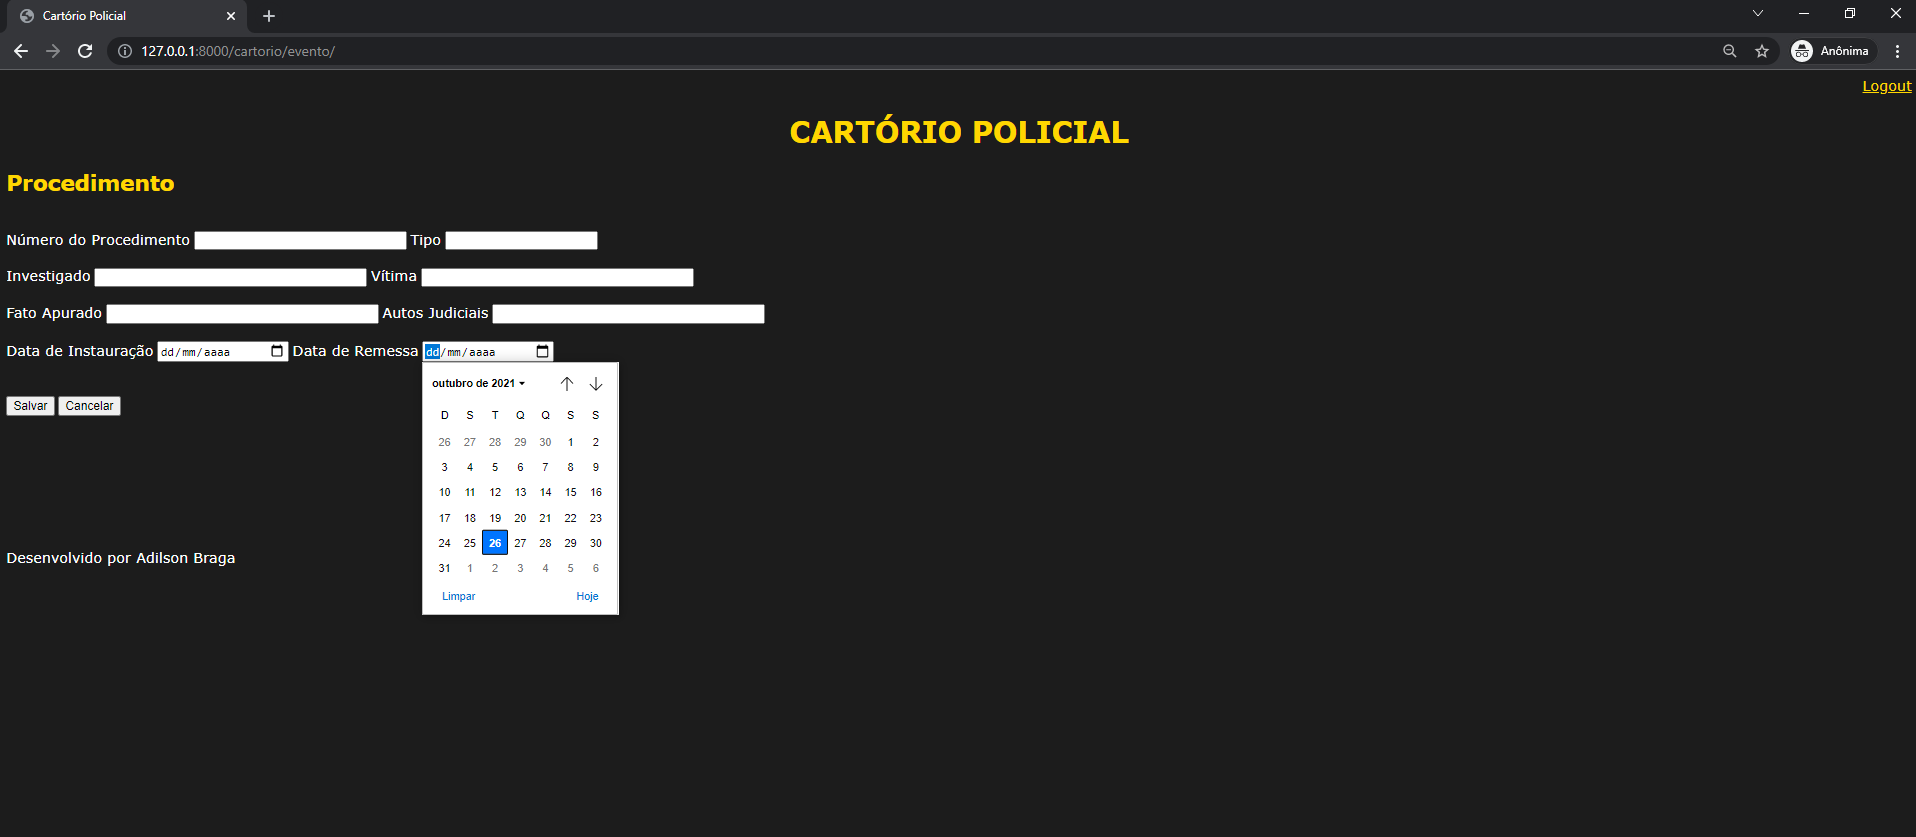 Cartório Policial
127.0.0.1:8000/cartorio/evento/
Anônima
Logout
CARTÓRIO POLICIAL
Procedimento
Número do Procedimento Tipo
Investigado Vítima
Fato Apurado Autos Judiciais
Data de Instauração dd/mm/aaaa Data de Remessa dd/mm/aaaa
outubro de 2021
D S T Q Q S S
26 27 28 29 30 1 2
3 4 5 6 7 8 9
10 11 12 13 14 15 16
17 18 19 20 21 22 23
24 25 26 27 28 29 30
31 1 2 3 4 5 6
Limpar Hoje
Salvar Cancelar
Desenvolvido por Adilson Braga